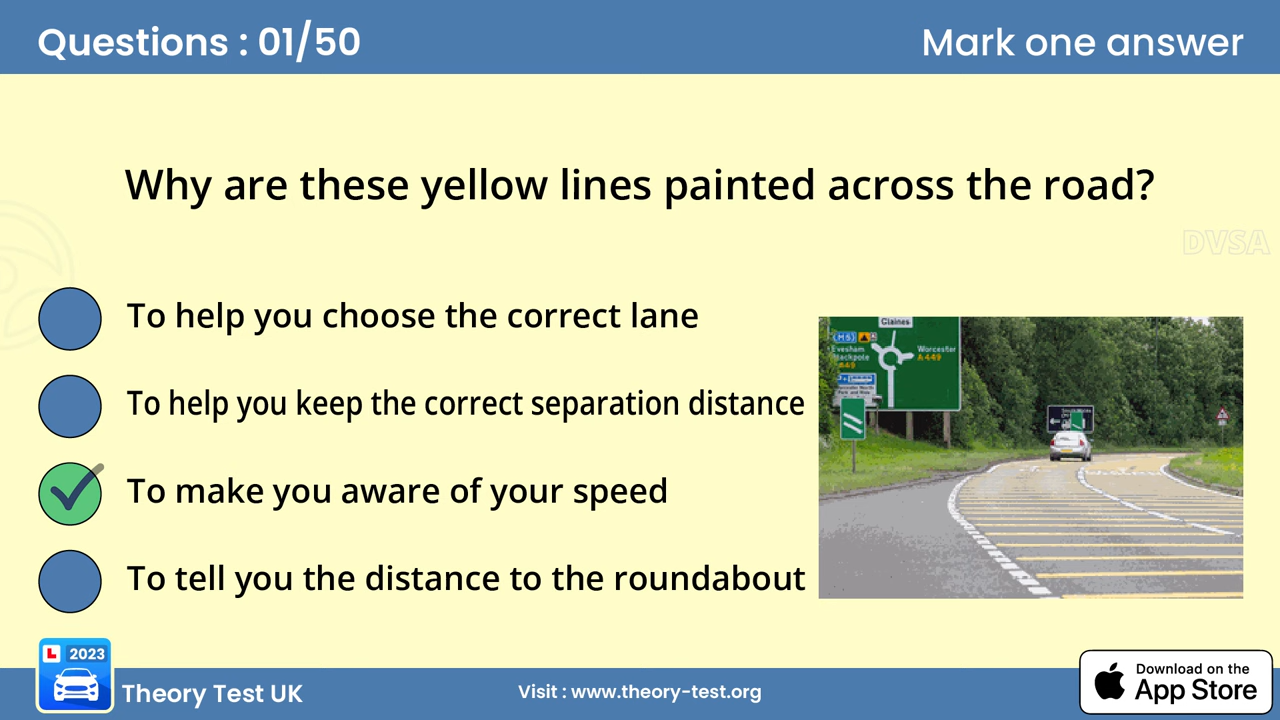 Questions : 01/50
Mark one answer
Why are these yellow lines painted across the road?
DVSA
To help you choose the correct lane
To help you keep the correct separation distance
To make you aware of your speed
To tell you the distance to the roundabout
Claines
(M5)
Evesham
Blackpole
Worcester
A449
L 2023
Theory Test UK
Visit : www.theory-test.org
Download on the
App Store